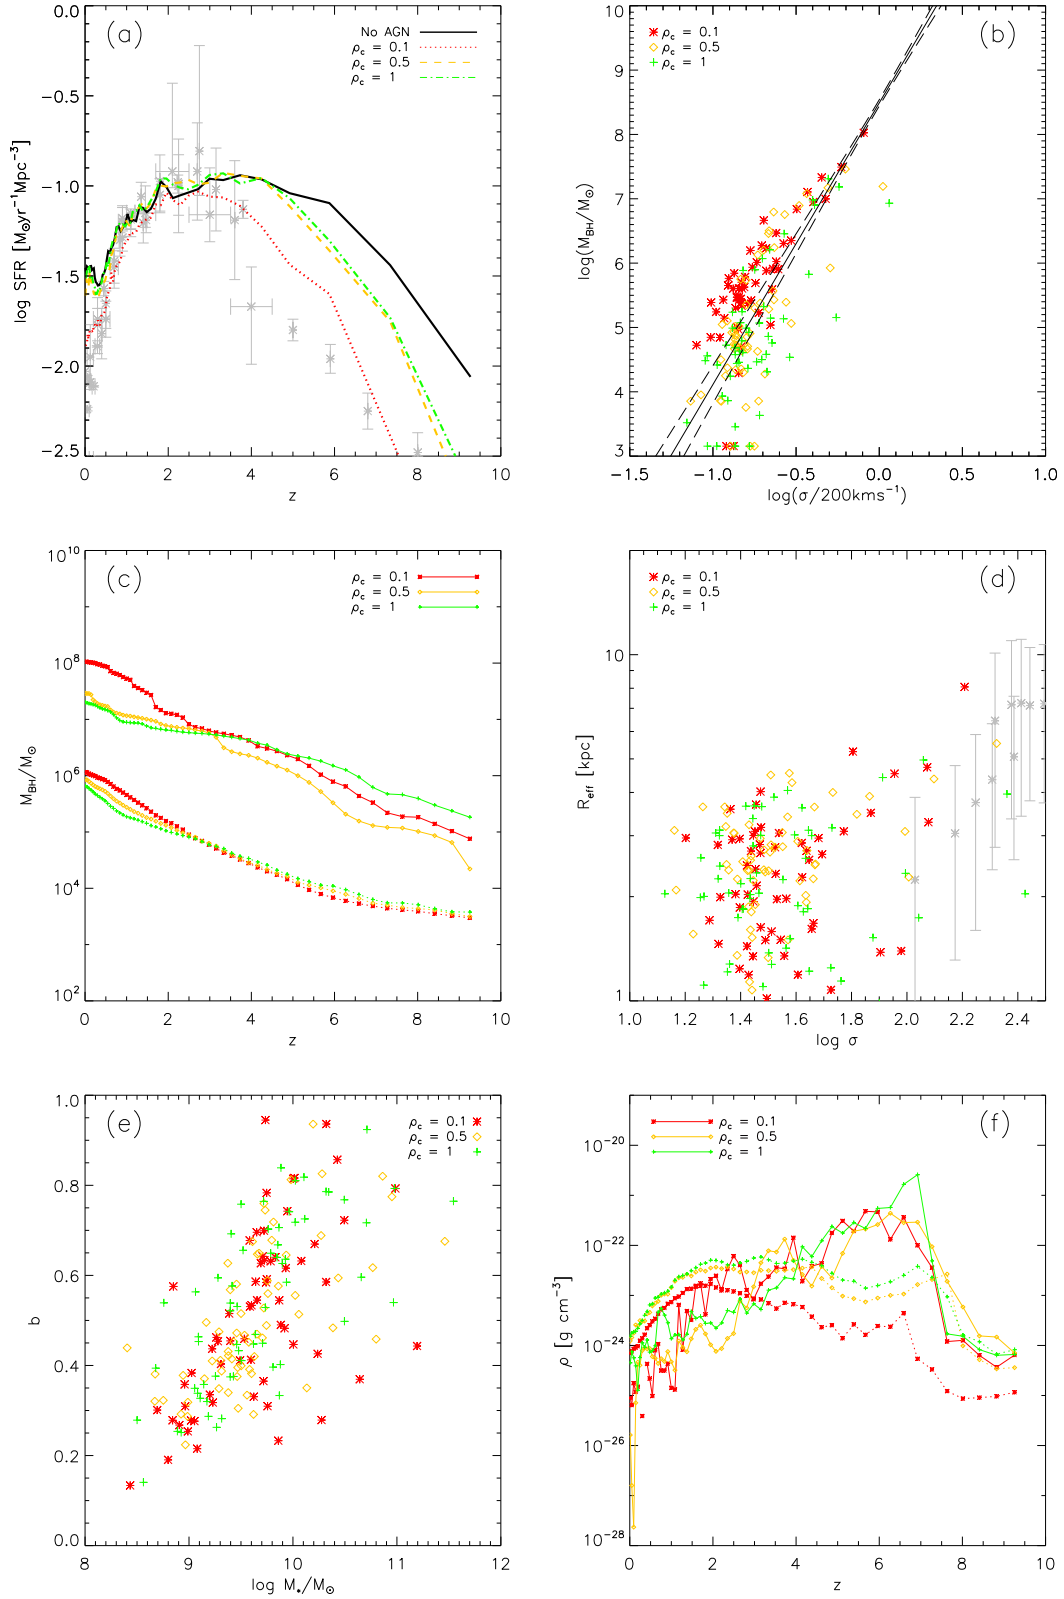 (a)
No AGN
ρc = 0.1
ρc = 0.5
ρc = 1
0.0
−0.5
−1.0
−1.5
−2.0
−2.5
log SFR [M⊙yr⁻¹Mpc⁻³]
0 2 4 6 8 10
z
(b)
ρc = 0.1
ρc = 0.5
ρc = 1
10
9
8
7
6
5
4
3
log(M_BH/M⊙)
−1.5 −1.0 −0.5 0.0 0.5 1.0
log(σ/200kms⁻¹)
(c)
ρc = 0.1
ρc = 0.5
ρc = 1
10¹⁰
10⁸
10⁶
10⁴
10²
M_BH/M⊙
0 2 4 6 8 10
z
(d)
ρc = 0.1
ρc = 0.5
ρc = 1
10
1
R_eff [kpc]
1.0 1.2 1.4 1.6 1.8 2.0 2.2 2.4
log σ
(e)
ρc = 0.1
ρc = 0.5
ρc = 1
1.0
0.8
0.6
0.4
0.2
0.0
b
8 9 10 11 12
log M*/M⊙
(f)
ρc = 0.1
ρc = 0.5
ρc = 1
10⁻²⁰
10⁻²²
10⁻²⁴
10⁻²⁶
10⁻²⁸
ρ [g cm⁻³]
0 2 4 6 8 10
z